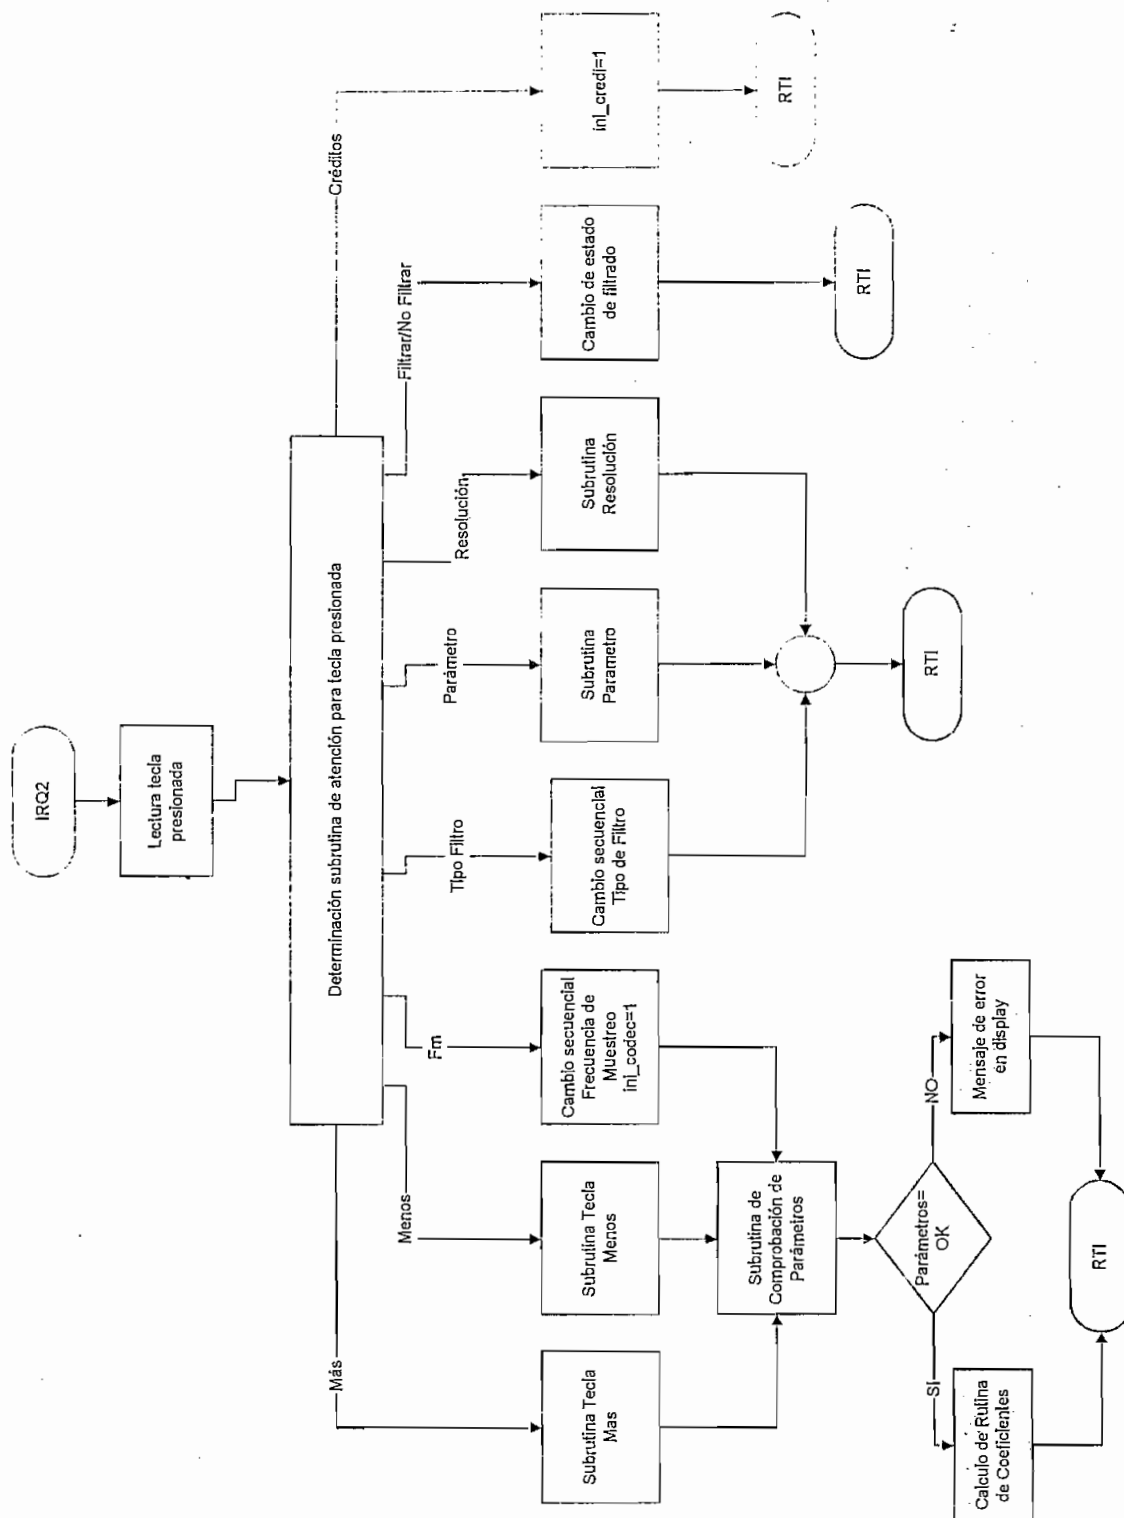 IRQ2
Lectura tecla
presionada
Determinación subrutina de atención para tecla presionada
Más
Menos
Fm
Tipo Filtro
Parámetro
Resolución
Filtrar/No Filtrar
Créditos
Subrutina Tecla
Mas
Subrutina Tecla
Menos
Cambio secuencial
Frecuencia de
Muestreo
ini_codec=1
Cambio secuencial
Tipo de Filtro
Subrutina
Parametro
Subrutina
Resolución
Cambio de estado
de filtrado
ini_credi=1
Subrutina de
Comprobación de
Parámetros
RTI
RTI
RTI
Parámetros=
OK
SÍ
NO
Calculo de Rutina
de Coeficientes
Mensaje de error
en display
RTI